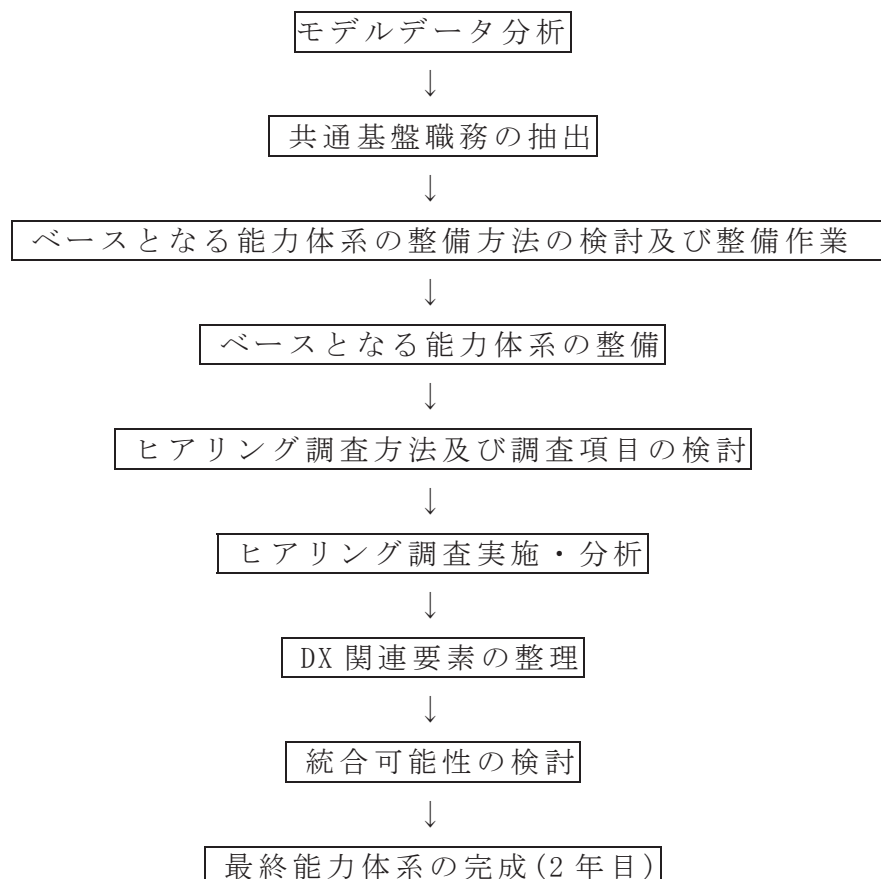 モデルデータ分析
↓
共通基盤職務の抽出
↓
ベースとなる能力体系の整備方法の検討及び整備作業
↓
ベースとなる能力体系の整備
↓
ヒアリング調査方法及び調査項目の検討
↓
ヒアリング調査実施・分析
↓
DX関連要素の整理
↓
統合可能性の検討
↓
最終能力体系の完成(2年目)